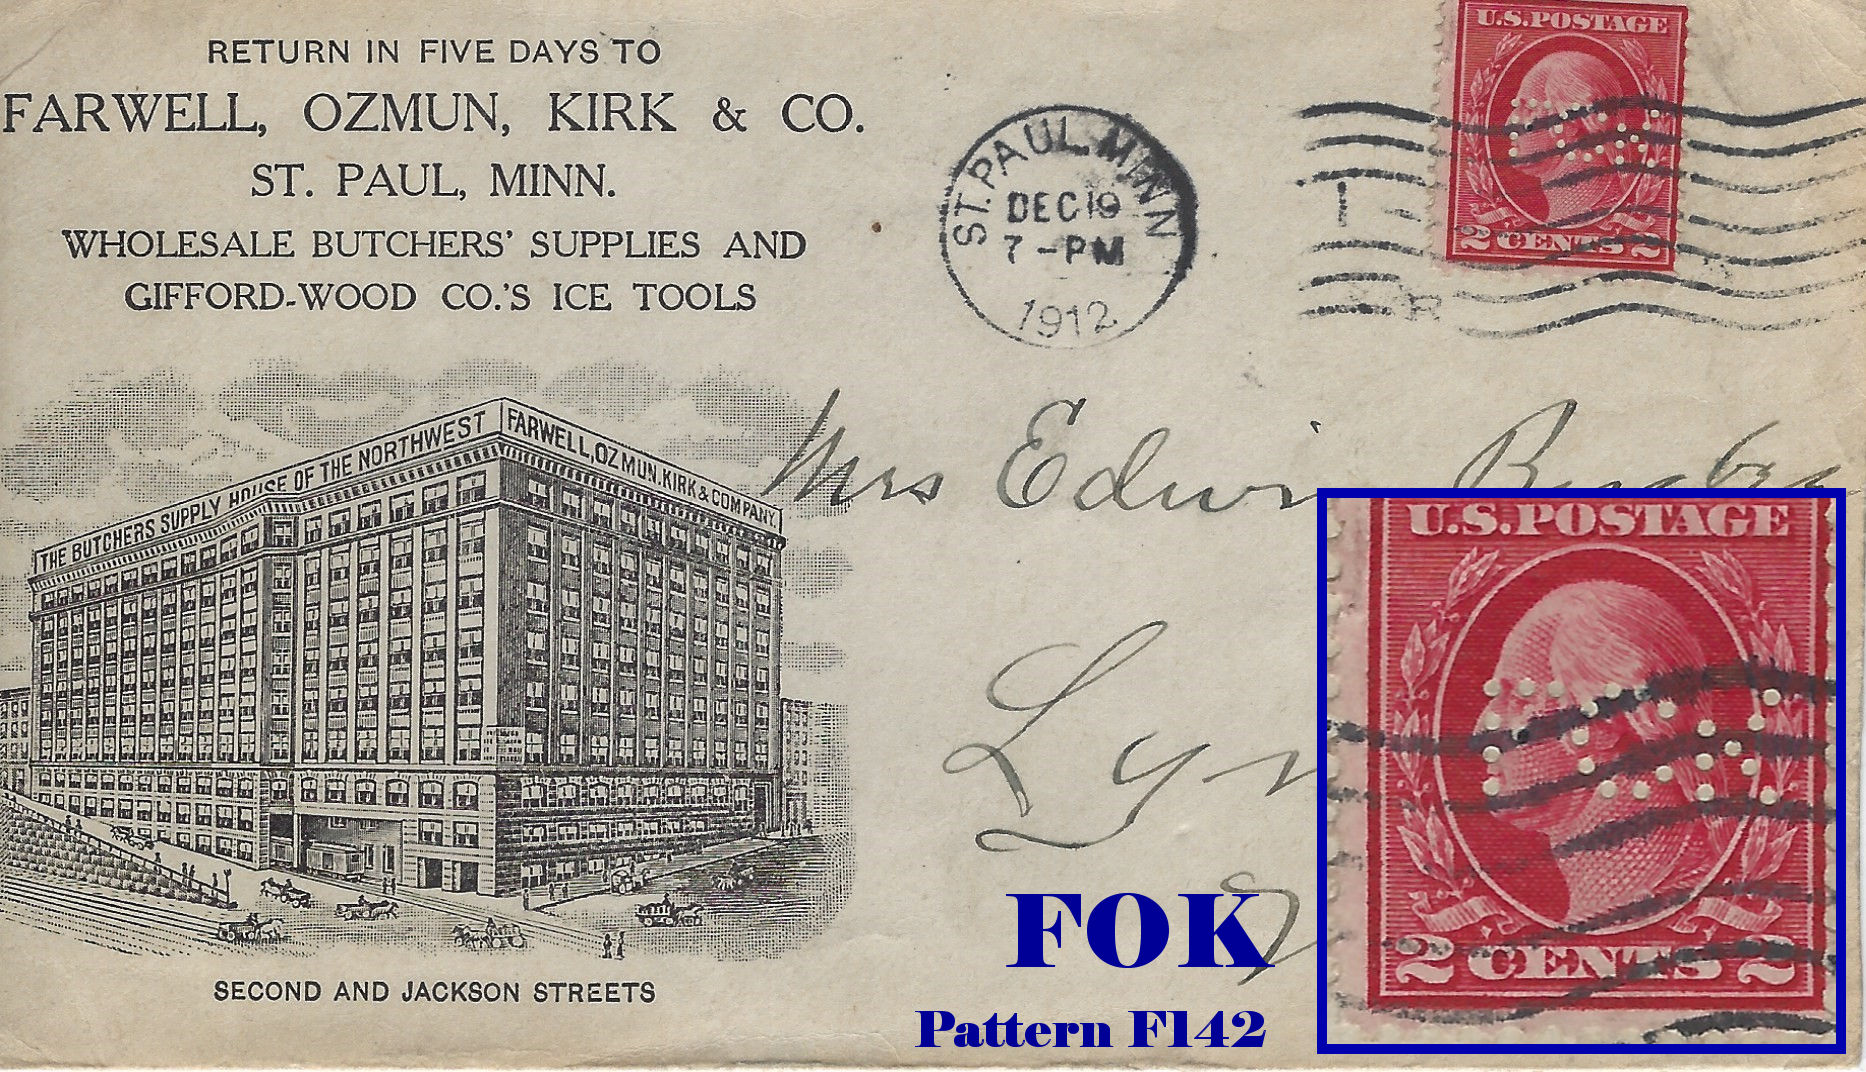 RETURN IN FIVE DAYS TO
FARWELL, OZMUN, KIRK & CO.
ST. PAUL, MINN.
WHOLESALE BUTCHERS' SUPPLIES AND
GIFFORD-WOOD CO.'S ICE TOOLS
ST. PAUL, MINN
DEC 19
7-PM
1912
U.S.POSTAGE
2 CENTS 2
THE BUTCHERS SUPPLY HOUSE OF THE NORTHWEST
FARWELL, OZMUN, KIRK & COMPANY.
SECOND AND JACKSON STREETS
Mrs Edwin
U.S.POSTAGE
FOK
2 CENTS 2
FOK
Pattern F142